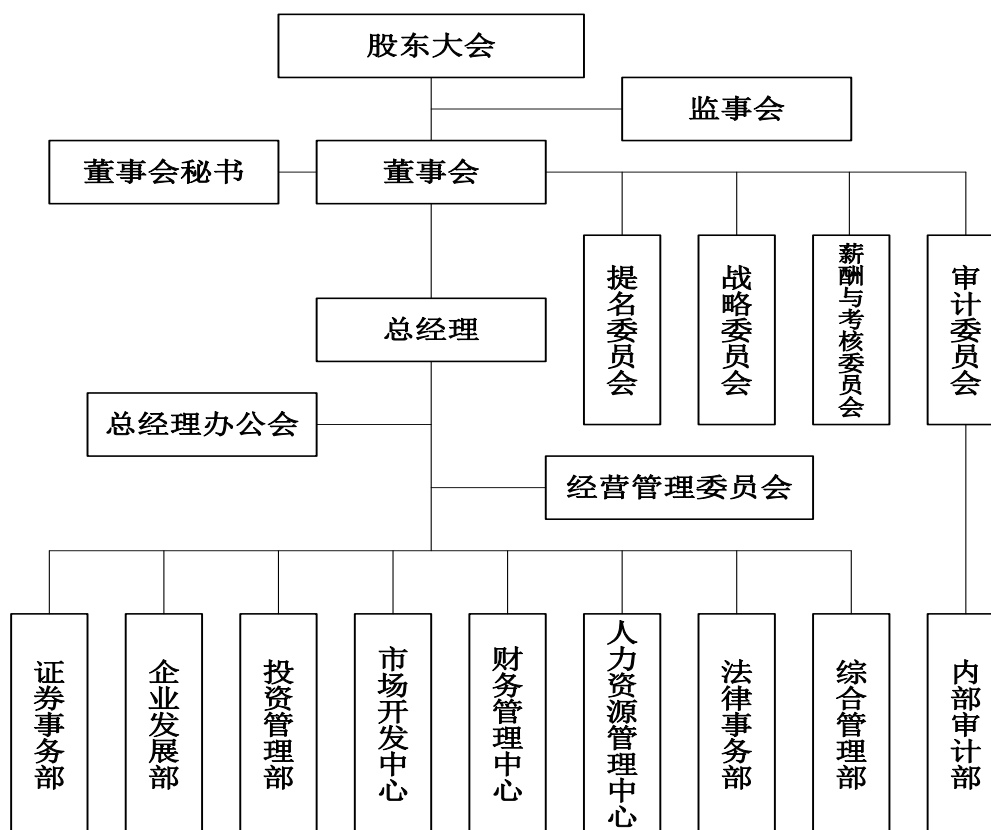 股东大会
监事会
董事会秘书
董事会
提名委员会
战略委员会
薪酬与考核委员会
审计委员会
总经理
总经理办公会
经营管理委员会
证券事务部
企业发展部
投资管理部
市场开发中心
财务管理中心
人力资源管理中心
法律事务部
综合管理部
内部审计部